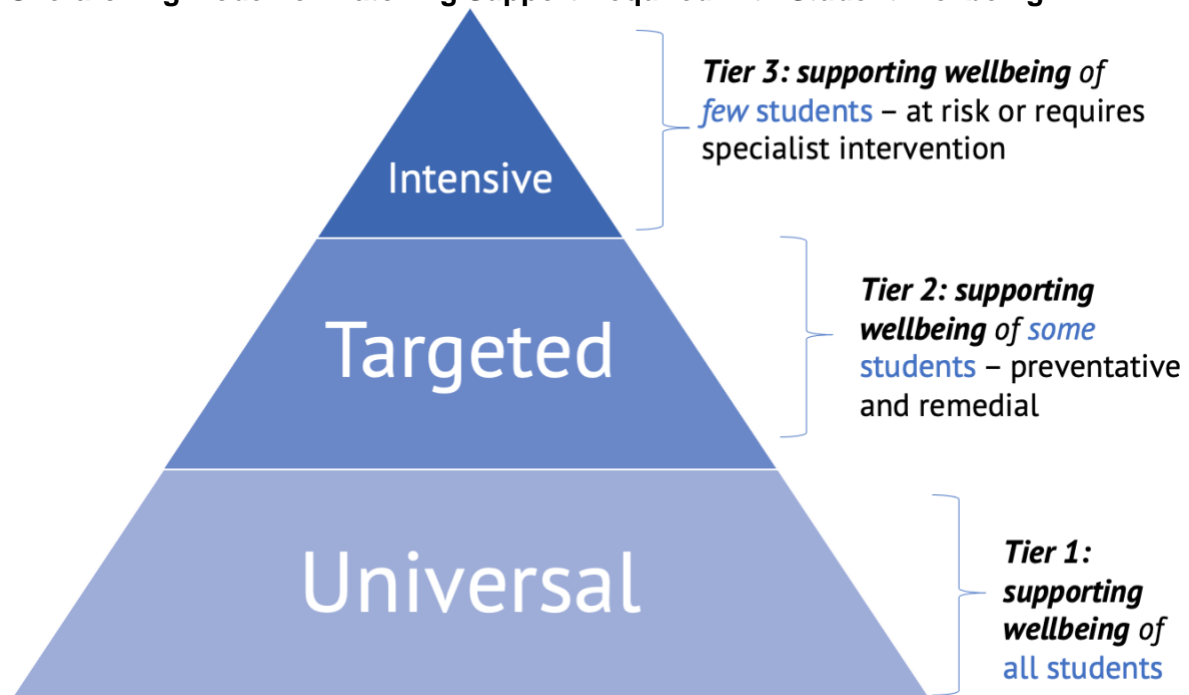 Intensive
Tier 3: supporting wellbeing of
few students – at risk or requires
specialist intervention
Targeted
Tier 2: supporting
wellbeing of some
students – preventative
and remedial
Universal
Tier 1:
supporting
wellbeing of
all students